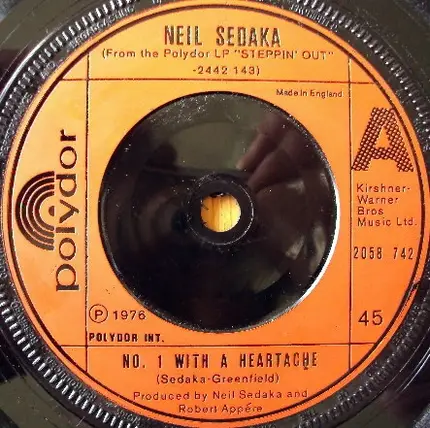 NEIL SEDAKA
(From the Polydor LP "STEPPIN' OUT"
-2442 143)
Made in England
A
polydor
Kirshner-
Warner
Bros
Music Ltd.
2058 742
Ⓟ 1976
45
POLYDOR INT.
NO. 1 WITH A HEARTACHE
(Sedaka-Greenfield)
Produced by Neil Sedaka and
Robert Appére